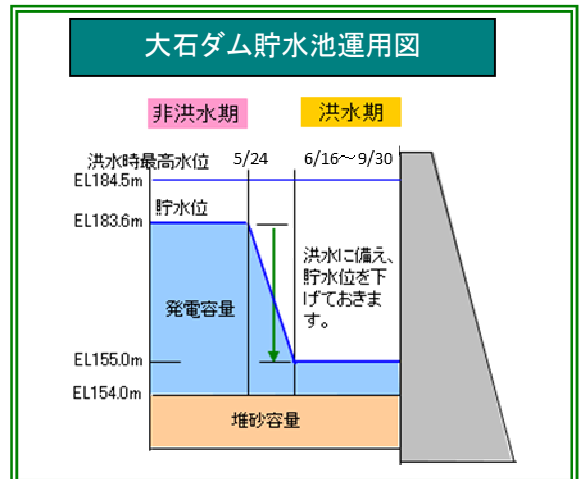 大石ダム貯水池運用図
非洪水期
洪水期
洪水時最高水位
5/24
6/16～9/30
EL184.5m
EL183.6m
貯水位
洪水に備え、
貯水位を下
げておきま
す。
発電容量
EL155.0m
EL154.0m
堆砂容量